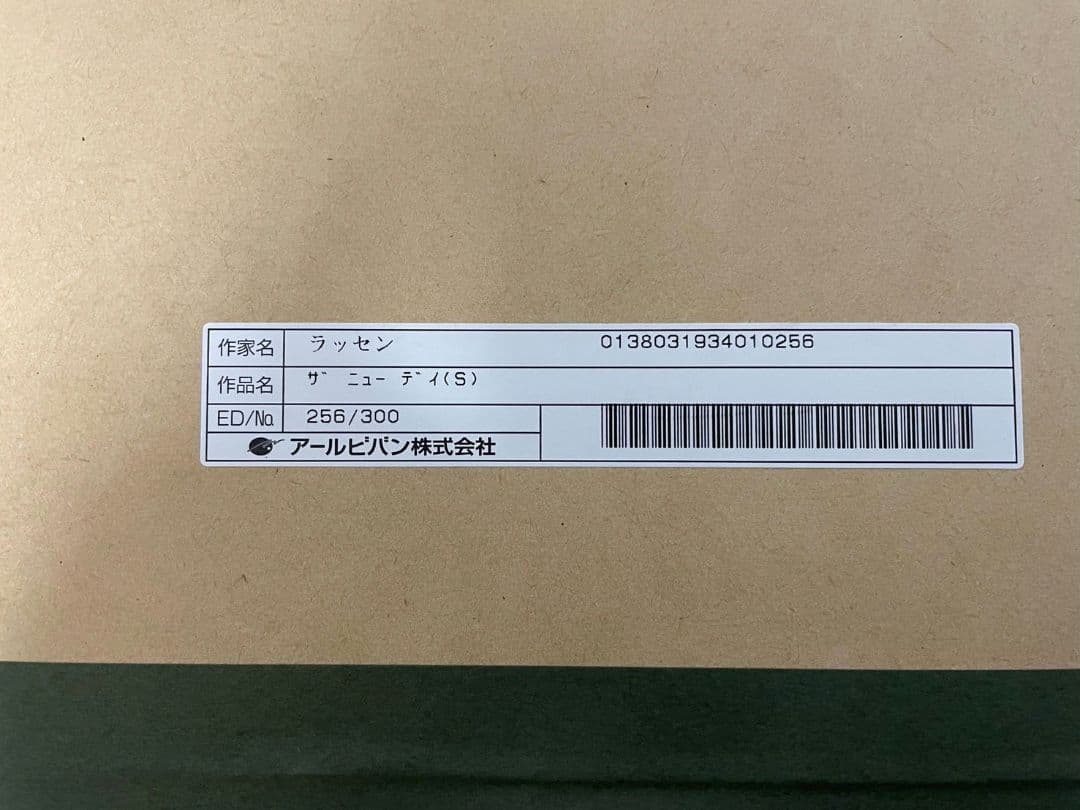 作家名 ラッセン 0138031934010256
作品名 ｻﾞ ﾆｭｰ ﾃﾞｲ(S)
ED/№ 256/300
アールビバン株式会社